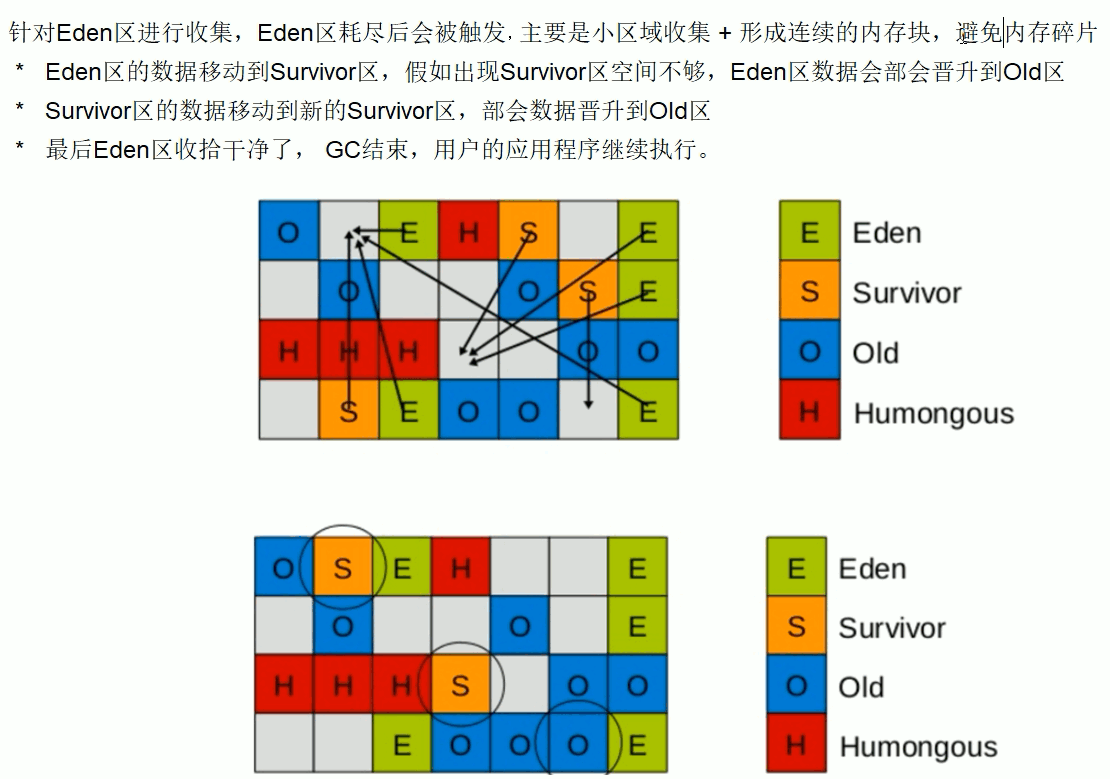 针对Eden区进行收集，Eden区耗尽后会被触发, 主要是小区域收集 + 形成连续的内存块，避免内存碎片
* Eden区的数据移动到Survivor区，假如出现Survivor区空间不够，Eden区数据会部会晋升到Old区
* Survivor区的数据移动到新的Survivor区，部会数据晋升到Old区
* 最后Eden区收拾干净了， GC结束，用户的应用程序继续执行。
O E H S E E Eden
O O S E S Survivor
H H H O O O Old
S E O O E H Humongous
O S E H E E Eden
O O E S Survivor
H H H S O O O Old
E O O O E H Humongous